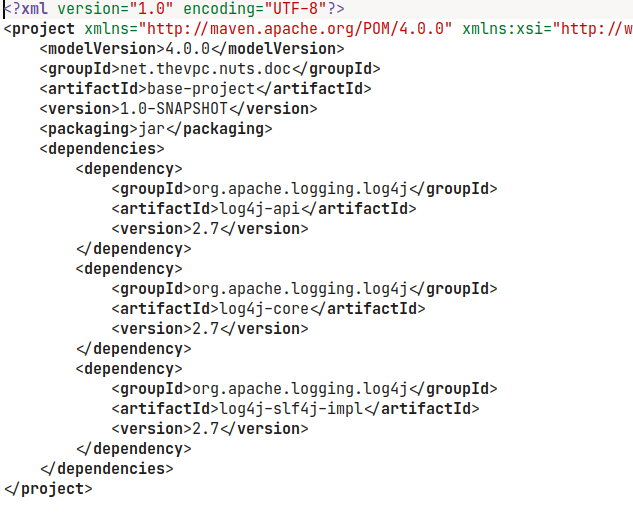 <?xml version="1.0" encoding="UTF-8"?>
<project xmlns="http://maven.apache.org/POM/4.0.0" xmlns:xsi="http://w
    <modelVersion>4.0.0</modelVersion>
    <groupId>net.thevpc.nuts.doc</groupId>
    <artifactId>base-project</artifactId>
    <version>1.0-SNAPSHOT</version>
    <packaging>jar</packaging>
    <dependencies>
        <dependency>
            <groupId>org.apache.logging.log4j</groupId>
            <artifactId>log4j-api</artifactId>
            <version>2.7</version>
        </dependency>
        <dependency>
            <groupId>org.apache.logging.log4j</groupId>
            <artifactId>log4j-core</artifactId>
            <version>2.7</version>
        </dependency>
        <dependency>
            <groupId>org.apache.logging.log4j</groupId>
            <artifactId>log4j-slf4j-impl</artifactId>
            <version>2.7</version>
        </dependency>
    </dependencies>
</project>